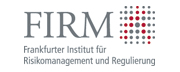 FIRM
Frankfurter Institut für
Risikomanagement und Regulierung